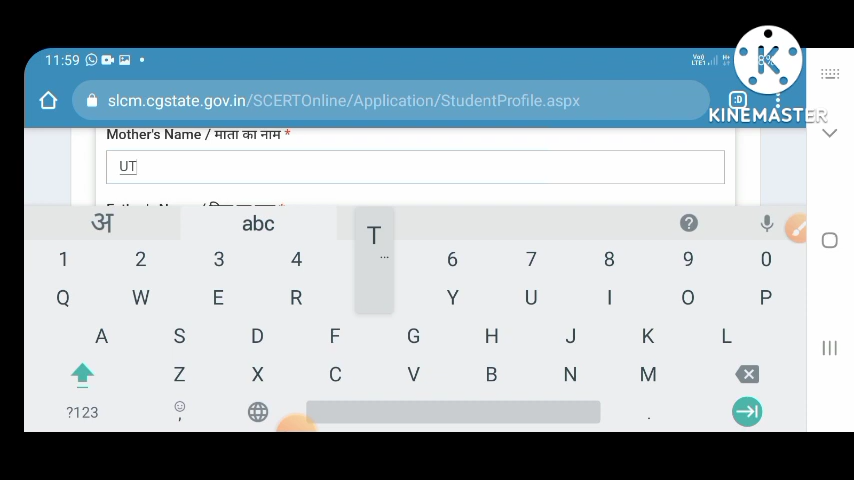 11:59
slcm.cgstate.gov.in/SCERTOnline/Application/StudentProfile.aspx
:D
KINEMASTER
Mother's Name / माता का नाम *
UT
अ abc T ?
1 2 3 4 6 7 8 9 0
Q W E R Y U I O P
A S D F G H J K L
Z X C V B N M
?123 , .